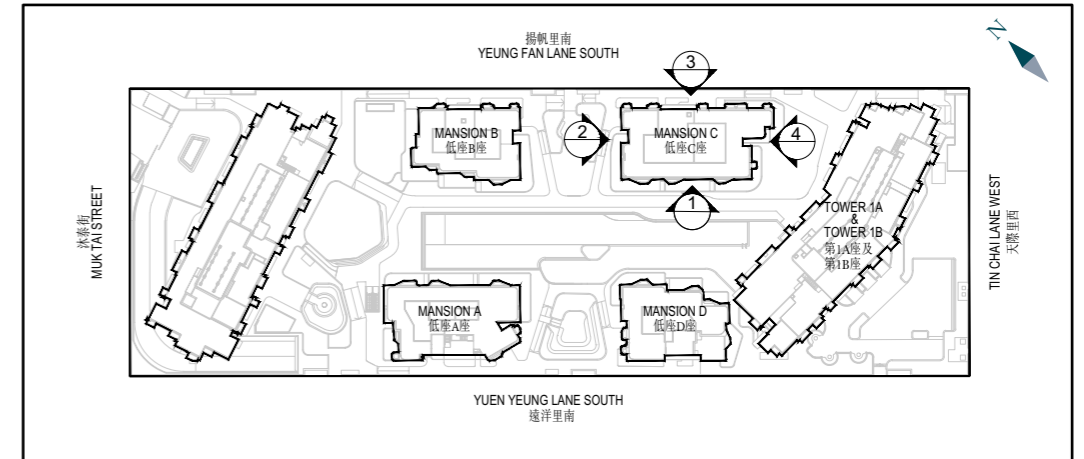 揚帆里南
YEUNG FAN LANE SOUTH
N
3
MANSION B
低座B座
2
MANSION C
低座C座
4
1
沐泰街
MUK TAI STREET
TOWER 1A
&
TOWER 1B
第1A座及
第1B座
TIN CHAI LANE WEST
天際里西
MANSION A
低座A座
MANSION D
低座D座
YUEN YEUNG LANE SOUTH
遠洋里南